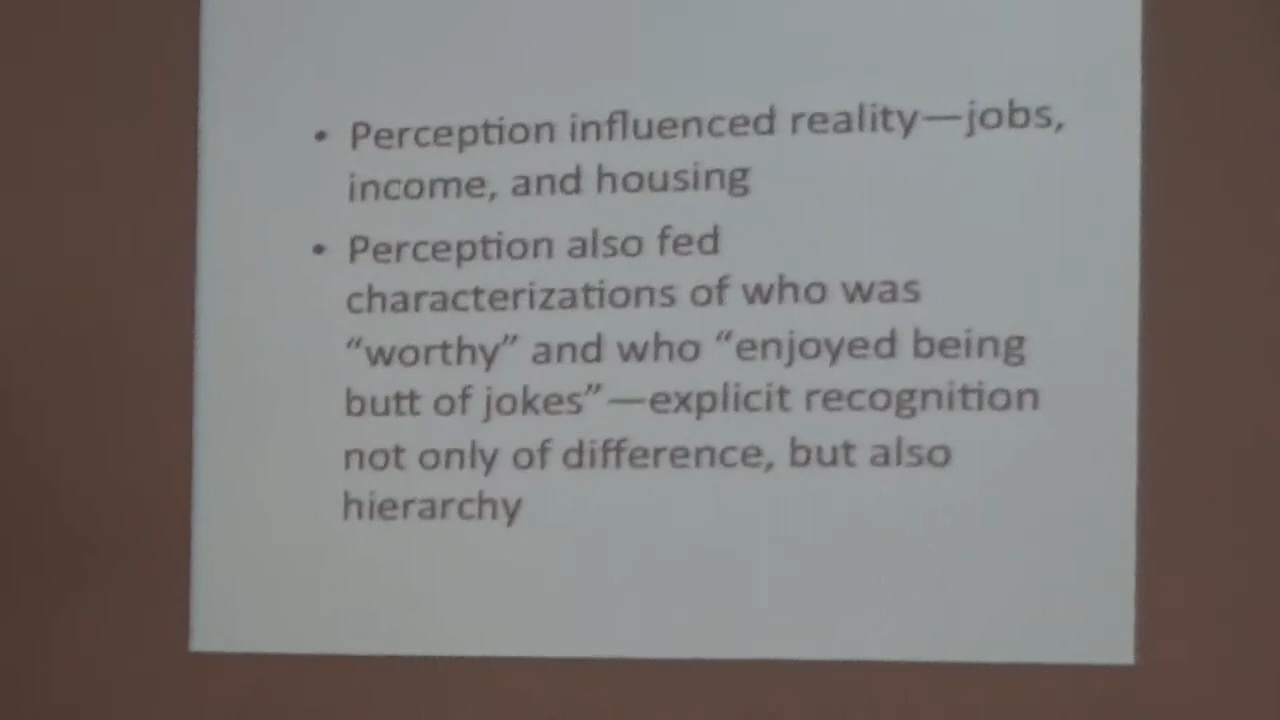 • Perception influenced reality—jobs,
income, and housing
• Perception also fed
characterizations of who was
“worthy” and who “enjoyed being
butt of jokes”—explicit recognition
not only of difference, but also
hierarchy